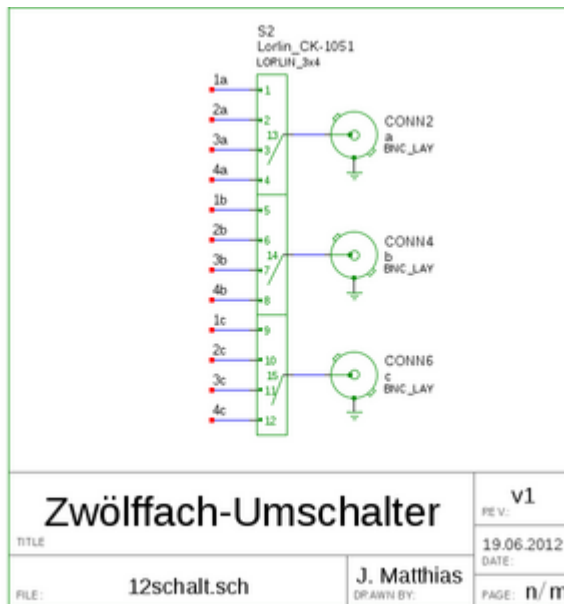 S2
Lorlin_CK-1051
LORLIN_3x4
1a
1
2a
2
CONN2
13
a
3a
3
BNC_LAY
4a
4
1b
5
2b
6
CONN4
14
b
3b
7
BNC_LAY
4b
8
1c
9
2c
10
CONN6
15
c
3c
11
BNC_LAY
4c
12
Zwölffach-Umschalter
TITLE
v1
REV:
19.06.2012
DATE:
FILE: 12schalt.sch
J. Matthias
DRAWN BY:
PAGE: n/m